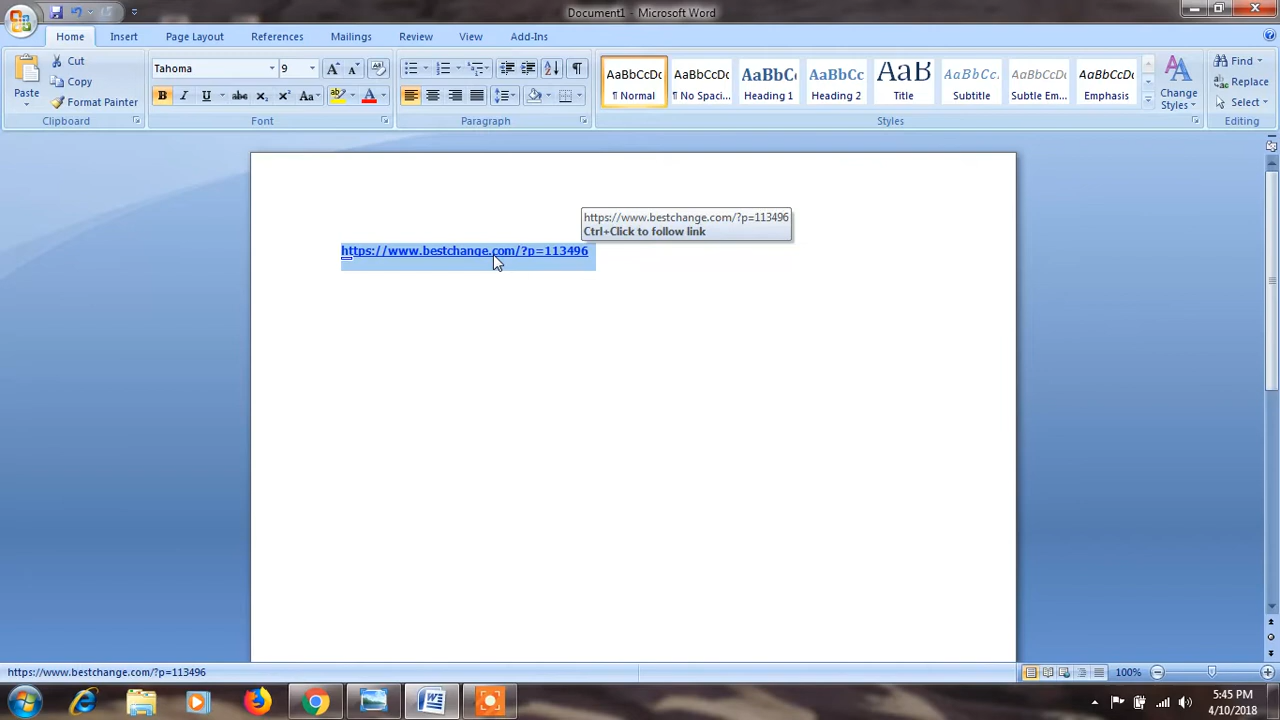 Document1 - Microsoft Word
Home Insert Page Layout References Mailings Review View Add-Ins
Paste
Cut
Copy
Format Painter
Clipboard
Tahoma 9
B I U abc X₂ X² Aa
Font
Paragraph
AaBbCcDc AaBbCcDc AaBbC AaBbCc AaB AaBbCc. AaBbCcDc AaBbCcDc
¶ Normal ¶ No Spaci... Heading 1 Heading 2 Title Subtitle Subtle Em... Emphasis
Change Styles
Styles
Find
Replace
Select
Editing
https://www.bestchange.com/?p=113496
Ctrl+Click to follow link
https://www.bestchange.com/?p=113496
https://www.bestchange.com/?p=113496
100%
5:45 PM
4/10/2018